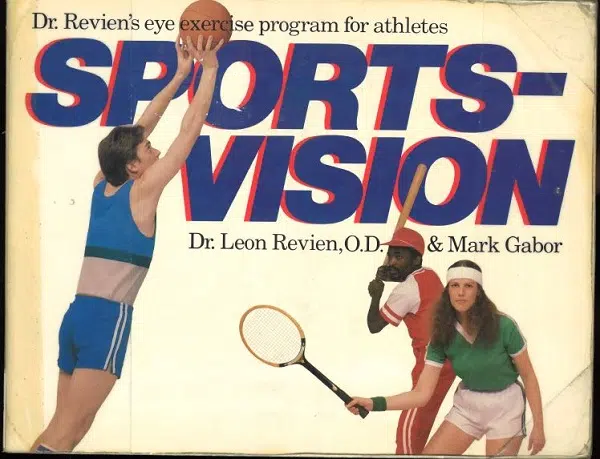 Dr. Revien's eye exercise program for athletes
SPORTS-
VISION
Dr. Leon Revien, O.D. & Mark Gabor